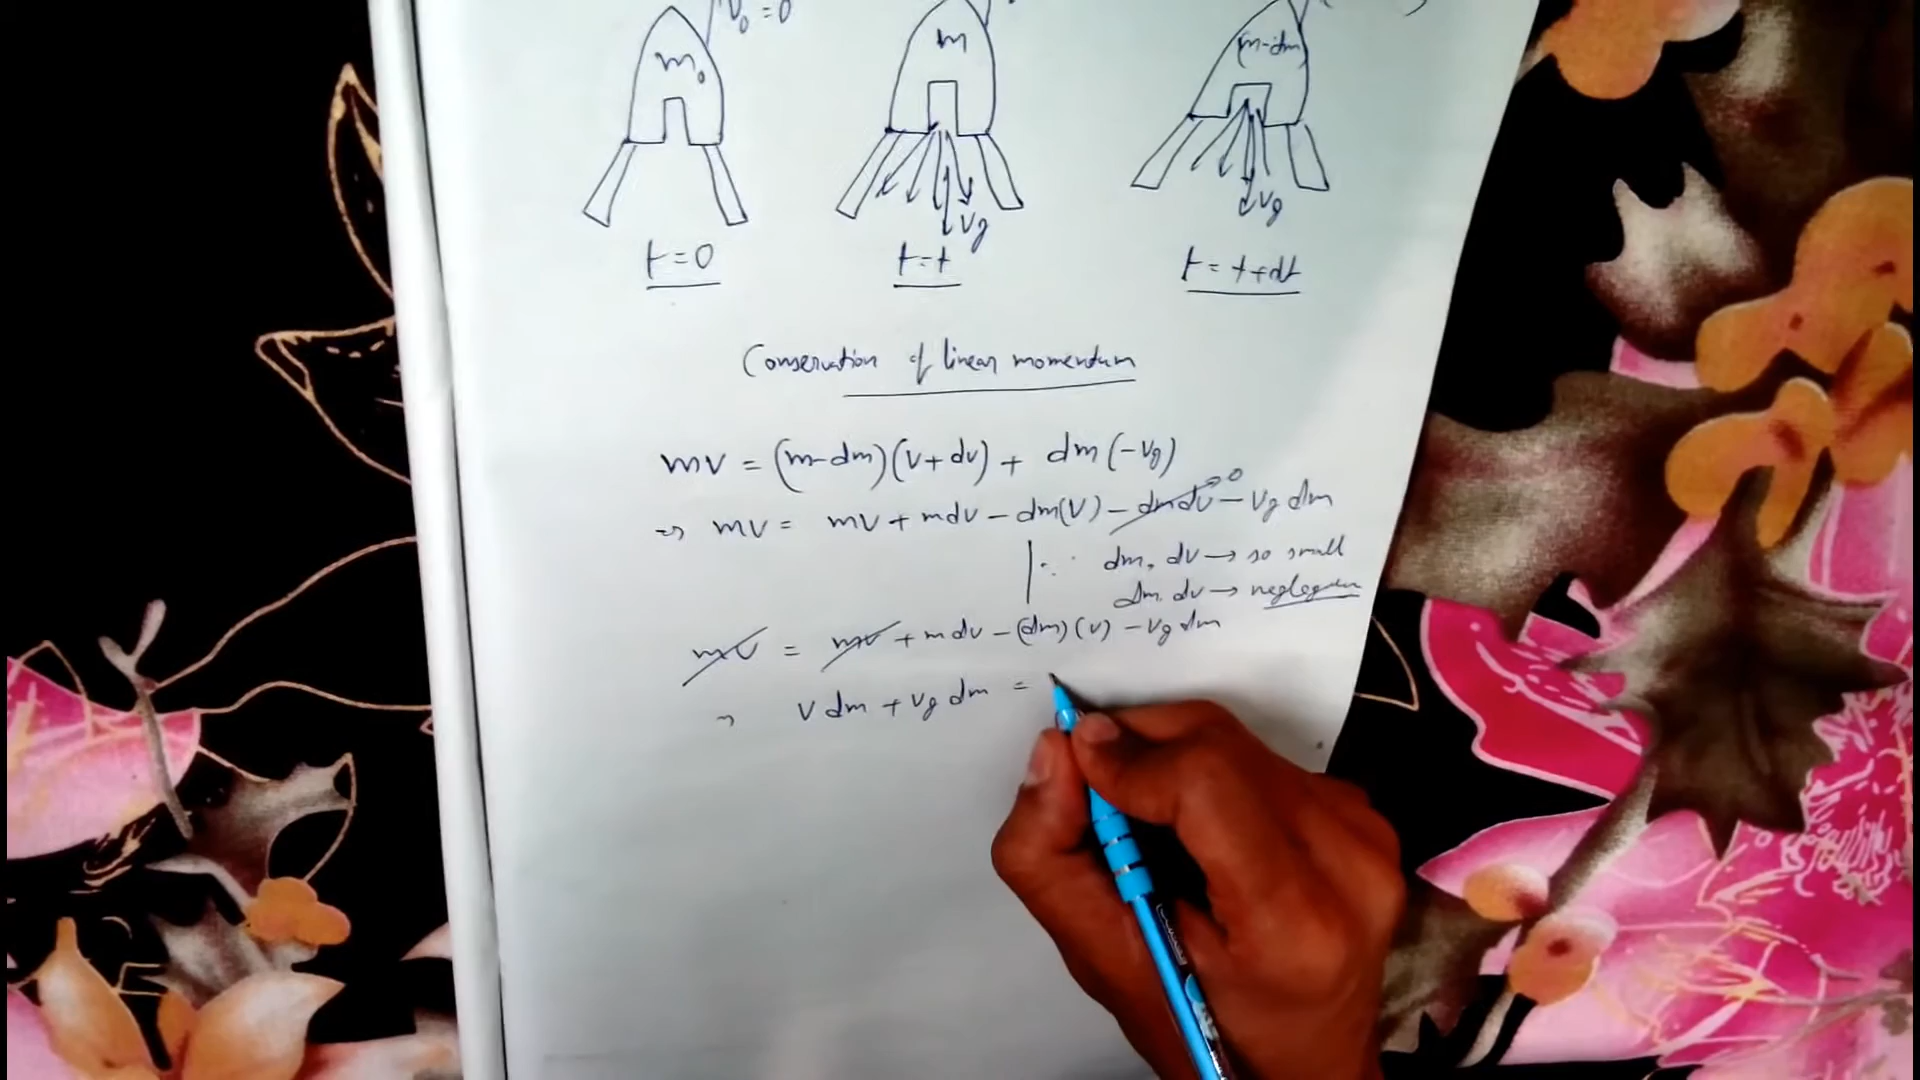 V₀ = 0
m₀
m
(m-dm)
Vg
Vg
t=0
t=t
t= t+dt
Conservation of linear momentum
mv = (m-dm)(v+dv) + dm(-Vg)
⇒ mv = mv + mdv - dm(v) - dmdv→0 - Vg dm
∵ dm, dv → so small
dm. dv →
mv = mv + mdv - (dm)(v) - Vg dm
⇒ V dm + Vg dm =